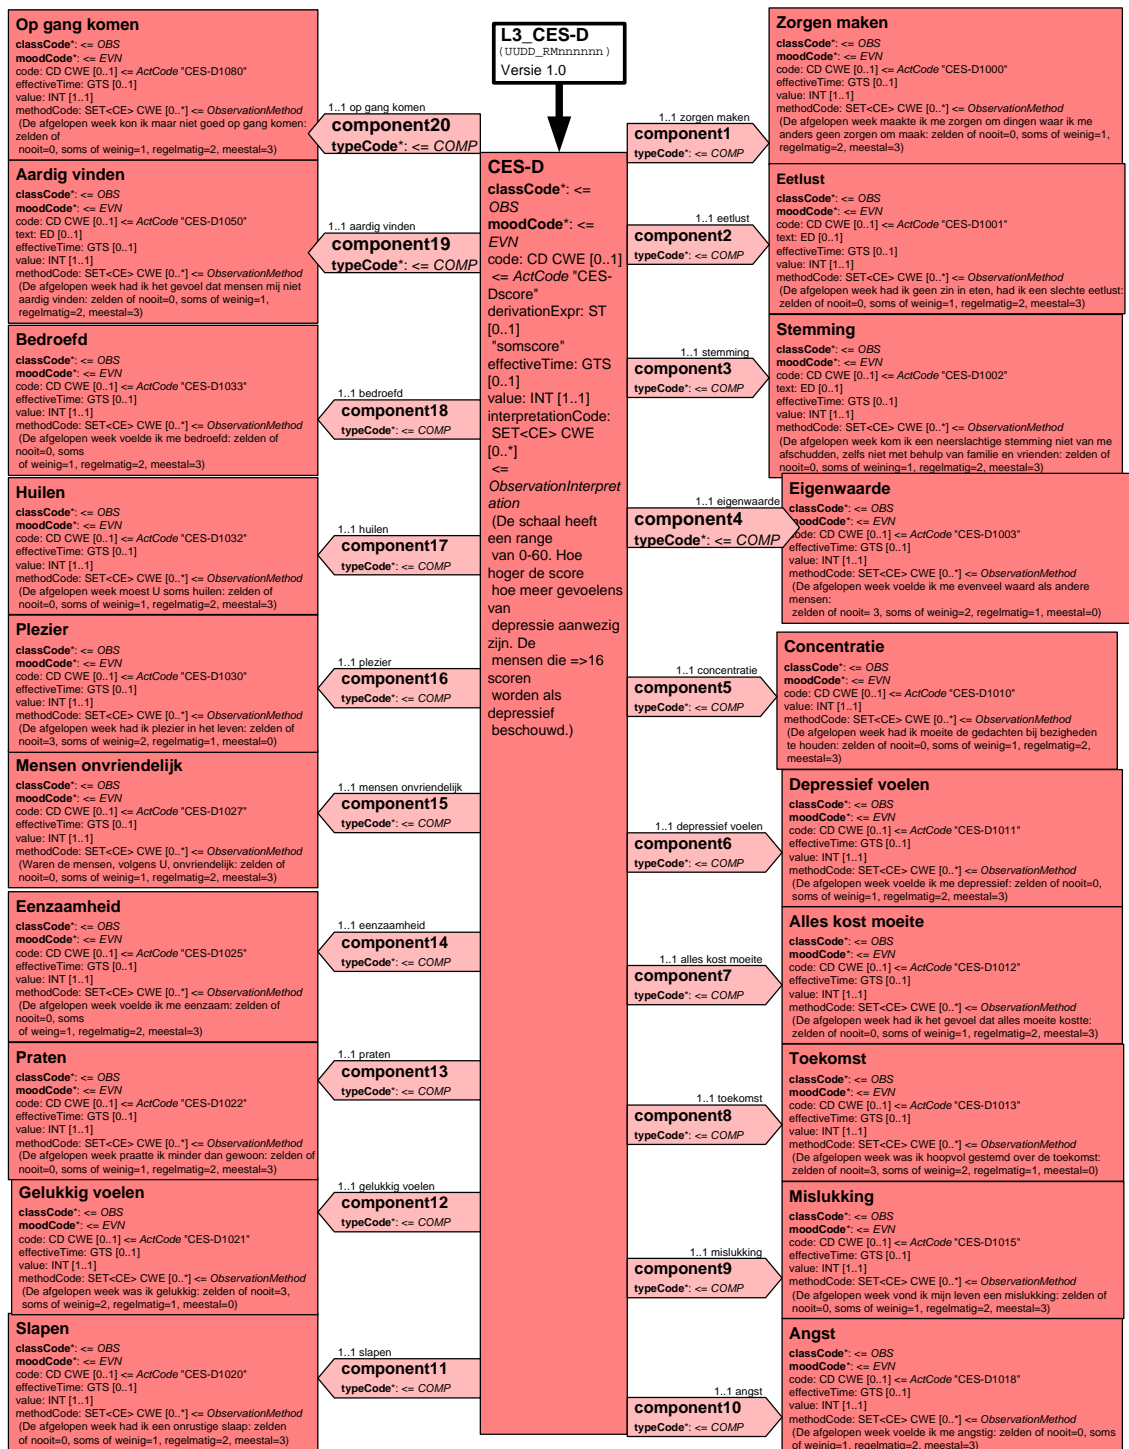 Op gang komen
classCode*: <= OBS
moodCode*: <= EVN
code: CD CWE [0..1] <= ActCode "CES-D1080"
effectiveTime: GTS [0..1]
value: INT [1..1]
methodCode: SET<CE> CWE [0..*] <= ObservationMethod
(De afgelopen week kon ik maar niet goed op gang komen:
zelden of
nooit=0, soms of weinig=1, regelmatig=2, meestal=3)
Aardig vinden
classCode*: <= OBS
moodCode*: <= EVN
code: CD CWE [0..1] <= ActCode "CES-D1050"
text: ED [0..1]
effectiveTime: GTS [0..1]
value: INT [1..1]
methodCode: SET<CE> CWE [0..*] <= ObservationMethod
(De afgelopen week had ik het gevoel dat mensen mij niet
aardig vinden: zelden of nooit=0, soms of weinig=1,
regelmatig=2, meestal=3)
Bedroefd
classCode*: <= OBS
moodCode*: <= EVN
code: CD CWE [0..1] <= ActCode "CES-D1033"
effectiveTime: GTS [0..1]
value: INT [1..1]
methodCode: SET<CE> CWE [0..*] <= ObservationMethod
(De afgelopen week voelde ik me bedroefd: zelden of
nooit=0, soms
of weinig=1, regelmatig=2, meestal=3)
Huilen
classCode*: <= OBS
moodCode*: <= EVN
code: CD CWE [0..1] <= ActCode "CES-D1032"
effectiveTime: GTS [0..1]
value: INT [1..1]
methodCode: SET<CE> CWE [0..*] <= ObservationMethod
(De afgelopen week moest U soms huilen: zelden of
nooit=0, soms of weinig=1, regelmatig=2, meestal=3)
Plezier
classCode*: <= OBS
moodCode*: <= EVN
code: CD CWE [0..1] <= ActCode "CES-D1030"
effectiveTime: GTS [0..1]
value: INT [1..1]
methodCode: SET<CE> CWE [0..*] <= ObservationMethod
(De afgelopen week had ik plezier in het leven: zelden of
nooit=3, soms of weinig=2, regelmatig=1, meestal=0)
Mensen onvriendelijk
classCode*: <= OBS
moodCode*: <= EVN
code: CD CWE [0..1] <= ActCode "CES-D1027"
effectiveTime: GTS [0..1]
value: INT [1..1]
methodCode: SET<CE> CWE [0..*] <= ObservationMethod
(Waren de mensen, volgens U, onvriendelijk: zelden of
nooit=0, soms of weinig=1, regelmatig=2, meestal=3)
Eenzaamheid
classCode*: <= OBS
moodCode*: <= EVN
code: CD CWE [0..1] <= ActCode "CES-D1025"
effectiveTime: GTS [0..1]
value: INT [1..1]
methodCode: SET<CE> CWE [0..*] <= ObservationMethod
(De afgelopen week voelde ik me eenzaam: zelden of
nooit=0, soms
of weing=1, regelmatig=2, meestal=3)
Praten
classCode*: <= OBS
moodCode*: <= EVN
code: CD CWE [0..1] <= ActCode "CES-D1022"
effectiveTime: GTS [0..1]
value: INT [1..1]
methodCode: SET<CE> CWE [0..*] <= ObservationMethod
(De afgelopen week praatte ik minder dan gewoon: zelden of
nooit=0, soms of weinig=1, regelmatig=2, meestal=3)
Gelukkig voelen
classCode*: <= OBS
moodCode*: <= EVN
code: CD CWE [0..1] <= ActCode "CES-D1021"
effectiveTime: GTS [0..1]
value: INT [1..1]
methodCode: SET<CE> CWE [0..*] <= ObservationMethod
(De afgelopen week was ik gelukkig: zelden of nooit=3,
soms of weinig=2, regelmatig=1, meestal=0)
Slapen
classCode*: <= OBS
moodCode*: <= EVN
code: CD CWE [0..1] <= ActCode "CES-D1020"
effectiveTime: GTS [0..1]
value: INT [1..1]
methodCode: SET<CE> CWE [0..*] <= ObservationMethod
(De afgelopen week had ik een onrustige slaap: zelden
of nooit=0, soms of weinig=1, regelmatig=2, meestal=3)
1..1 op gang komen
component20
typeCode*: <= COMP
1..1 aardig vinden
component19
typeCode*: <= COMP
1..1 bedroefd
component18
typeCode*: <= COMP
1..1 huilen
component17
typeCode*: <= COMP
1..1 plezier
component16
typeCode*: <= COMP
1..1 mensen onvriendelijk
component15
typeCode*: <= COMP
1..1 eenzaamheid
component14
typeCode*: <= COMP
1..1 praten
component13
typeCode*: <= COMP
1..1 gelukkig voelen
component12
typeCode*: <= COMP
1..1 slapen
component11
typeCode*: <= COMP
L3_CES-D
(UUDD_RMnnnnnn)
Versie 1.0
CES-D
classCode*: <=
OBS
moodCode*: <=
EVN
code: CD CWE [0..1]
<= ActCode "CES-
Dscore"
derivationExpr: ST
[0..1]
"somscore"
effectiveTime: GTS
[0..1]
value: INT [1..1]
interpretationCode:
SET<CE> CWE
[0..*]
<=
ObservationInterpret
ation
(De schaal heeft
een range
van 0-60. Hoe
hoger de score
hoe meer gevoelens
van
depressie aanwezig
zijn. De
mensen die =>16
scoren
worden als
depressief
beschouwd.)
1..1 zorgen maken
component1
typeCode*: <= COMP
1..1 eetlust
component2
typeCode*: <= COMP
1..1 stemming
component3
typeCode*: <= COMP
1..1 eigenwaarde
component4
typeCode*: <= COMP
1..1 concentratie
component5
typeCode*: <= COMP
1..1 depressief voelen
component6
typeCode*: <= COMP
1..1 alles kost moeite
component7
typeCode*: <= COMP
1..1 toekomst
component8
typeCode*: <= COMP
1..1 mislukking
component9
typeCode*: <= COMP
1..1 angst
component10
typeCode*: <= COMP
Zorgen maken
classCode*: <= OBS
moodCode*: <= EVN
code: CD CWE [0..1] <= ActCode "CES-D1000"
effectiveTime: GTS [0..1]
value: INT [1..1]
methodCode: SET<CE> CWE [0..*] <= ObservationMethod
(De afgelopen week maakte ik me zorgen om dingen waar ik me
anders geen zorgen om maak: zelden of nooit=0, soms of weinig=1,
regelmatig=2, meestal=3)
Eetlust
classCode*: <= OBS
moodCode*: <= EVN
code: CD CWE [0..1] <= ActCode "CES-D1001"
text: ED [0..1]
effectiveTime: GTS [0..1]
value: INT [1..1]
methodCode: SET<CE> CWE [0..*] <= ObservationMethod
(De afgelopen week had ik geen zin in eten, had ik een slechte eetlust:
zelden of nooit=0, soms of weinig=1, regelmatig=2, meestal=3)
Stemming
classCode*: <= OBS
moodCode*: <= EVN
code: CD CWE [0..1] <= ActCode "CES-D1002"
text: ED [0..1]
effectiveTime: GTS [0..1]
value: INT [1..1]
methodCode: SET<CE> CWE [0..*] <= ObservationMethod
(De afgelopen week kom ik een neerslachtige stemming niet van me
afschudden, zelfs niet met behulp van familie en vrienden: zelden of
nooit=0, soms of weining=1, regelmatig=2, meestal=3)
Eigenwaarde
classCode*: <= OBS
moodCode*: <= EVN
code: CD CWE [0..1] <= ActCode "CES-D1003"
effectiveTime: GTS [0..1]
value: INT [1..1]
methodCode: SET<CE> CWE [0..*] <= ObservationMethod
(De afgelopen week voelde ik me evenveel waard als andere
mensen:
zelden of nooit= 3, soms of weinig=2, regelmatig=1, meestal=0)
Concentratie
classCode*: <= OBS
moodCode*: <= EVN
code: CD CWE [0..1] <= ActCode "CES-D1010"
value: INT [1..1]
methodCode: SET<CE> CWE [0..*] <= ObservationMethod
(De afgelopen week had ik moeite de gedachten bij bezigheden
te houden: zelden of nooit=0, soms of weinig=1, regelmatig=2,
meestal=3)
Depressief voelen
classCode*: <= OBS
moodCode*: <= EVN
code: CD CWE [0..1] <= ActCode "CES-D1011"
effectiveTime: GTS [0..1]
value: INT [1..1]
methodCode: SET<CE> CWE [0..*] <= ObservationMethod
(De afgelopen week voelde ik me depressief: zelden of nooit=0,
soms of weinig=1, regelmatig=2, meestal=3)
Alles kost moeite
classCode*: <= OBS
moodCode*: <= EVN
code: CD CWE [0..1] <= ActCode "CES-D1012"
effectiveTime: GTS [0..1]
value: INT [1..1]
methodCode: SET<CE> CWE [0..*] <= ObservationMethod
(De afgelopen week had ik het gevoel dat alles moeite kostte:
zelden of nooit=0, soms of weinig=1, regelmatig=2, meestal=3)
Toekomst
classCode*: <= OBS
moodCode*: <= EVN
code: CD CWE [0..1] <= ActCode "CES-D1013"
effectiveTime: GTS [0..1]
value: INT [1..1]
methodCode: SET<CE> CWE [0..*] <= ObservationMethod
(De afgelopen week was ik hoopvol gestemd over de toekomst:
zelden of nooit=3, soms of weinig=2, regelmatig=1, meestal=0)
Mislukking
classCode*: <= OBS
moodCode*: <= EVN
code: CD CWE [0..1] <= ActCode "CES-D1015"
effectiveTime: GTS [0..1]
value: INT [1..1]
methodCode: SET<CE> CWE [0..*] <= ObservationMethod
(De afgelopen week vond ik mijn leven een mislukking: zelden of
nooit=0, soms of weinig=1, regelmatig=2, meestal=3)
Angst
classCode*: <= OBS
moodCode*: <= EVN
code: CD CWE [0..1] <= ActCode "CES-D1018"
effectiveTime: GTS [0..1]
value: INT [1..1]
methodCode: SET<CE> CWE [0..*] <= ObservationMethod
(De afgelopen week voelde ik me angstig: zelden of nooit=0, soms
of weinig=1, regelmatig=2, meestal=3)